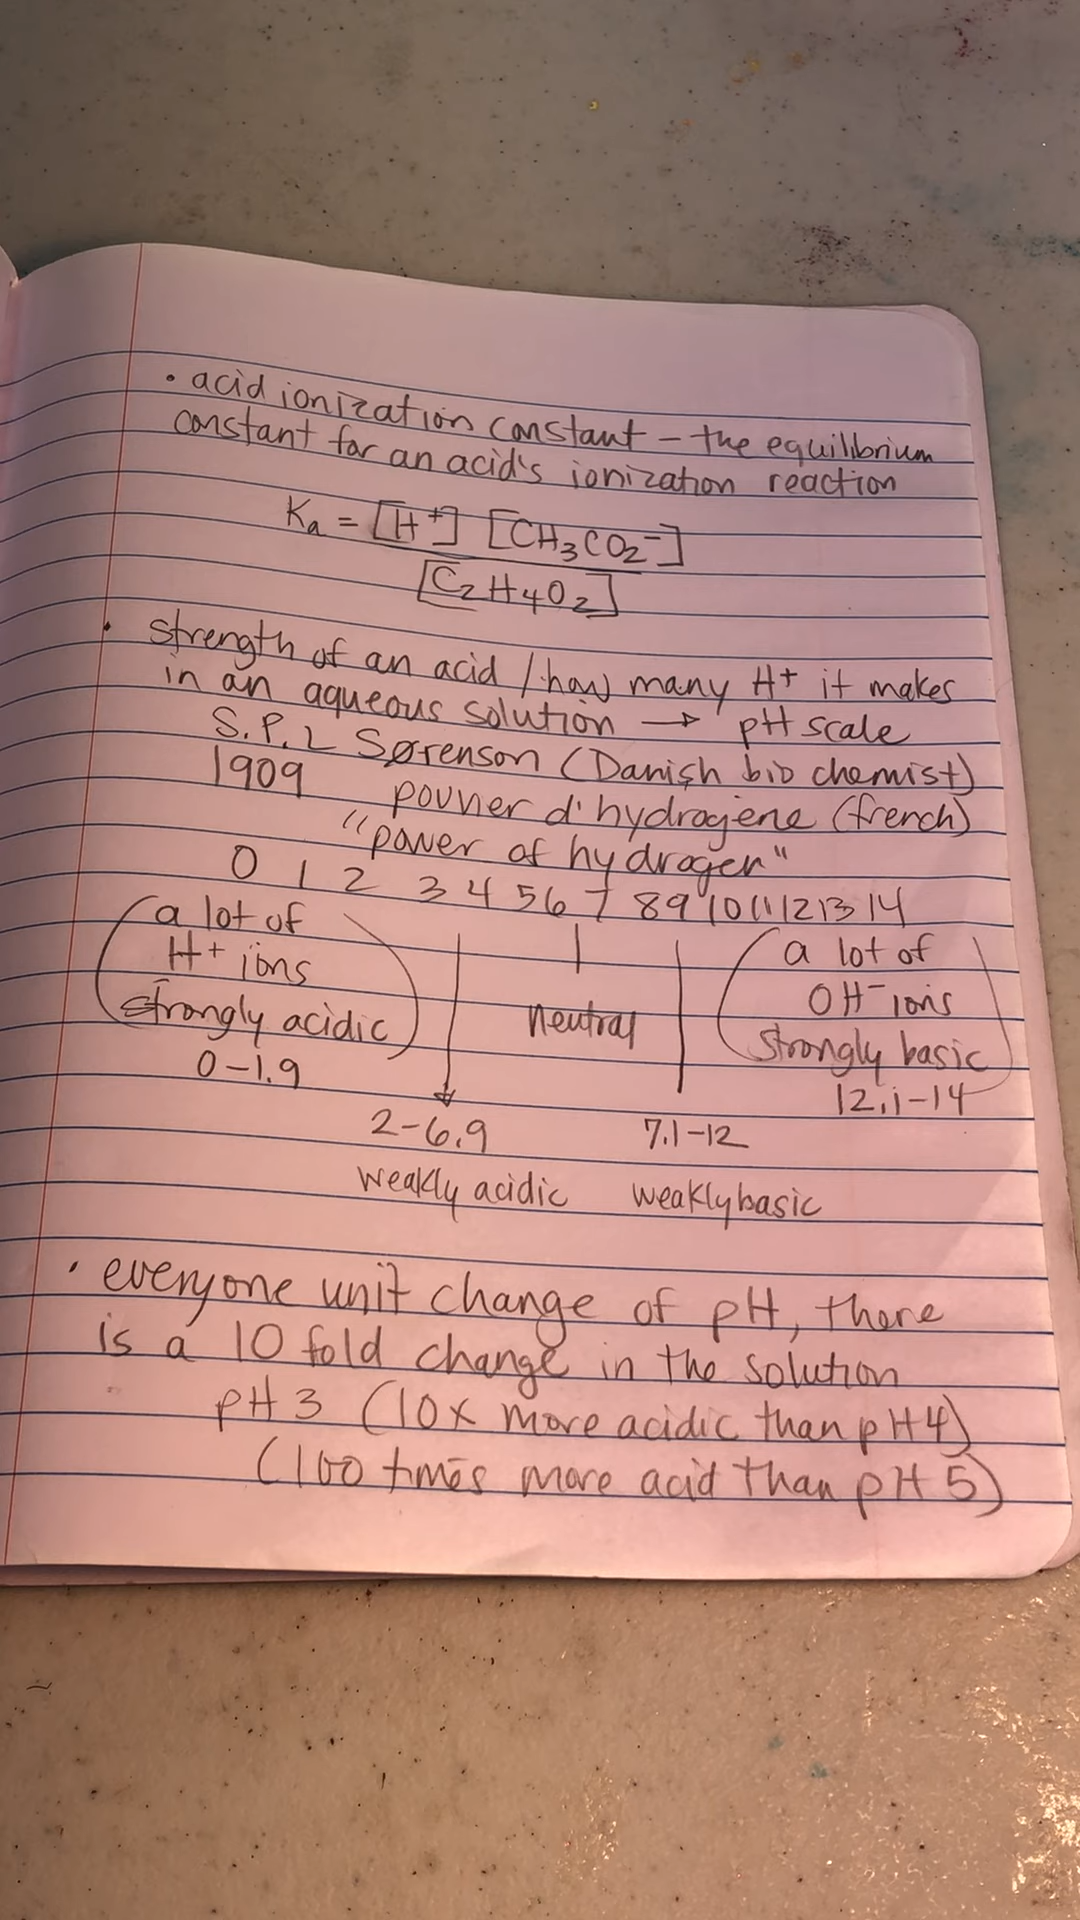 • acid ionization constant – the equilibrium
constant for an acid's ionization reaction
Ka = [H+] [CH3CO2-]
[C2H4O2]
• strength of an acid / how many H+ it makes
in an aqueous solution → pH scale
S.P.L Sørenson (Danish bio chemist)
1909 pouver d'hydrogene (french)
"power of hydrogen"
0 1 2 3 4 5 6 7 8 9 10 11 12 13 14
a lot of
H+ ions
strongly acidic
0-1.9
neutral
a lot of
OH- ions
strongly basic
12.1-14
2-6.9
weakly acidic
7.1-12
weakly basic
• everyone unit change of pH, there
is a 10 fold change in the solution
pH 3 (10x more acidic than pH4)
(100 times more acid than pH 5)